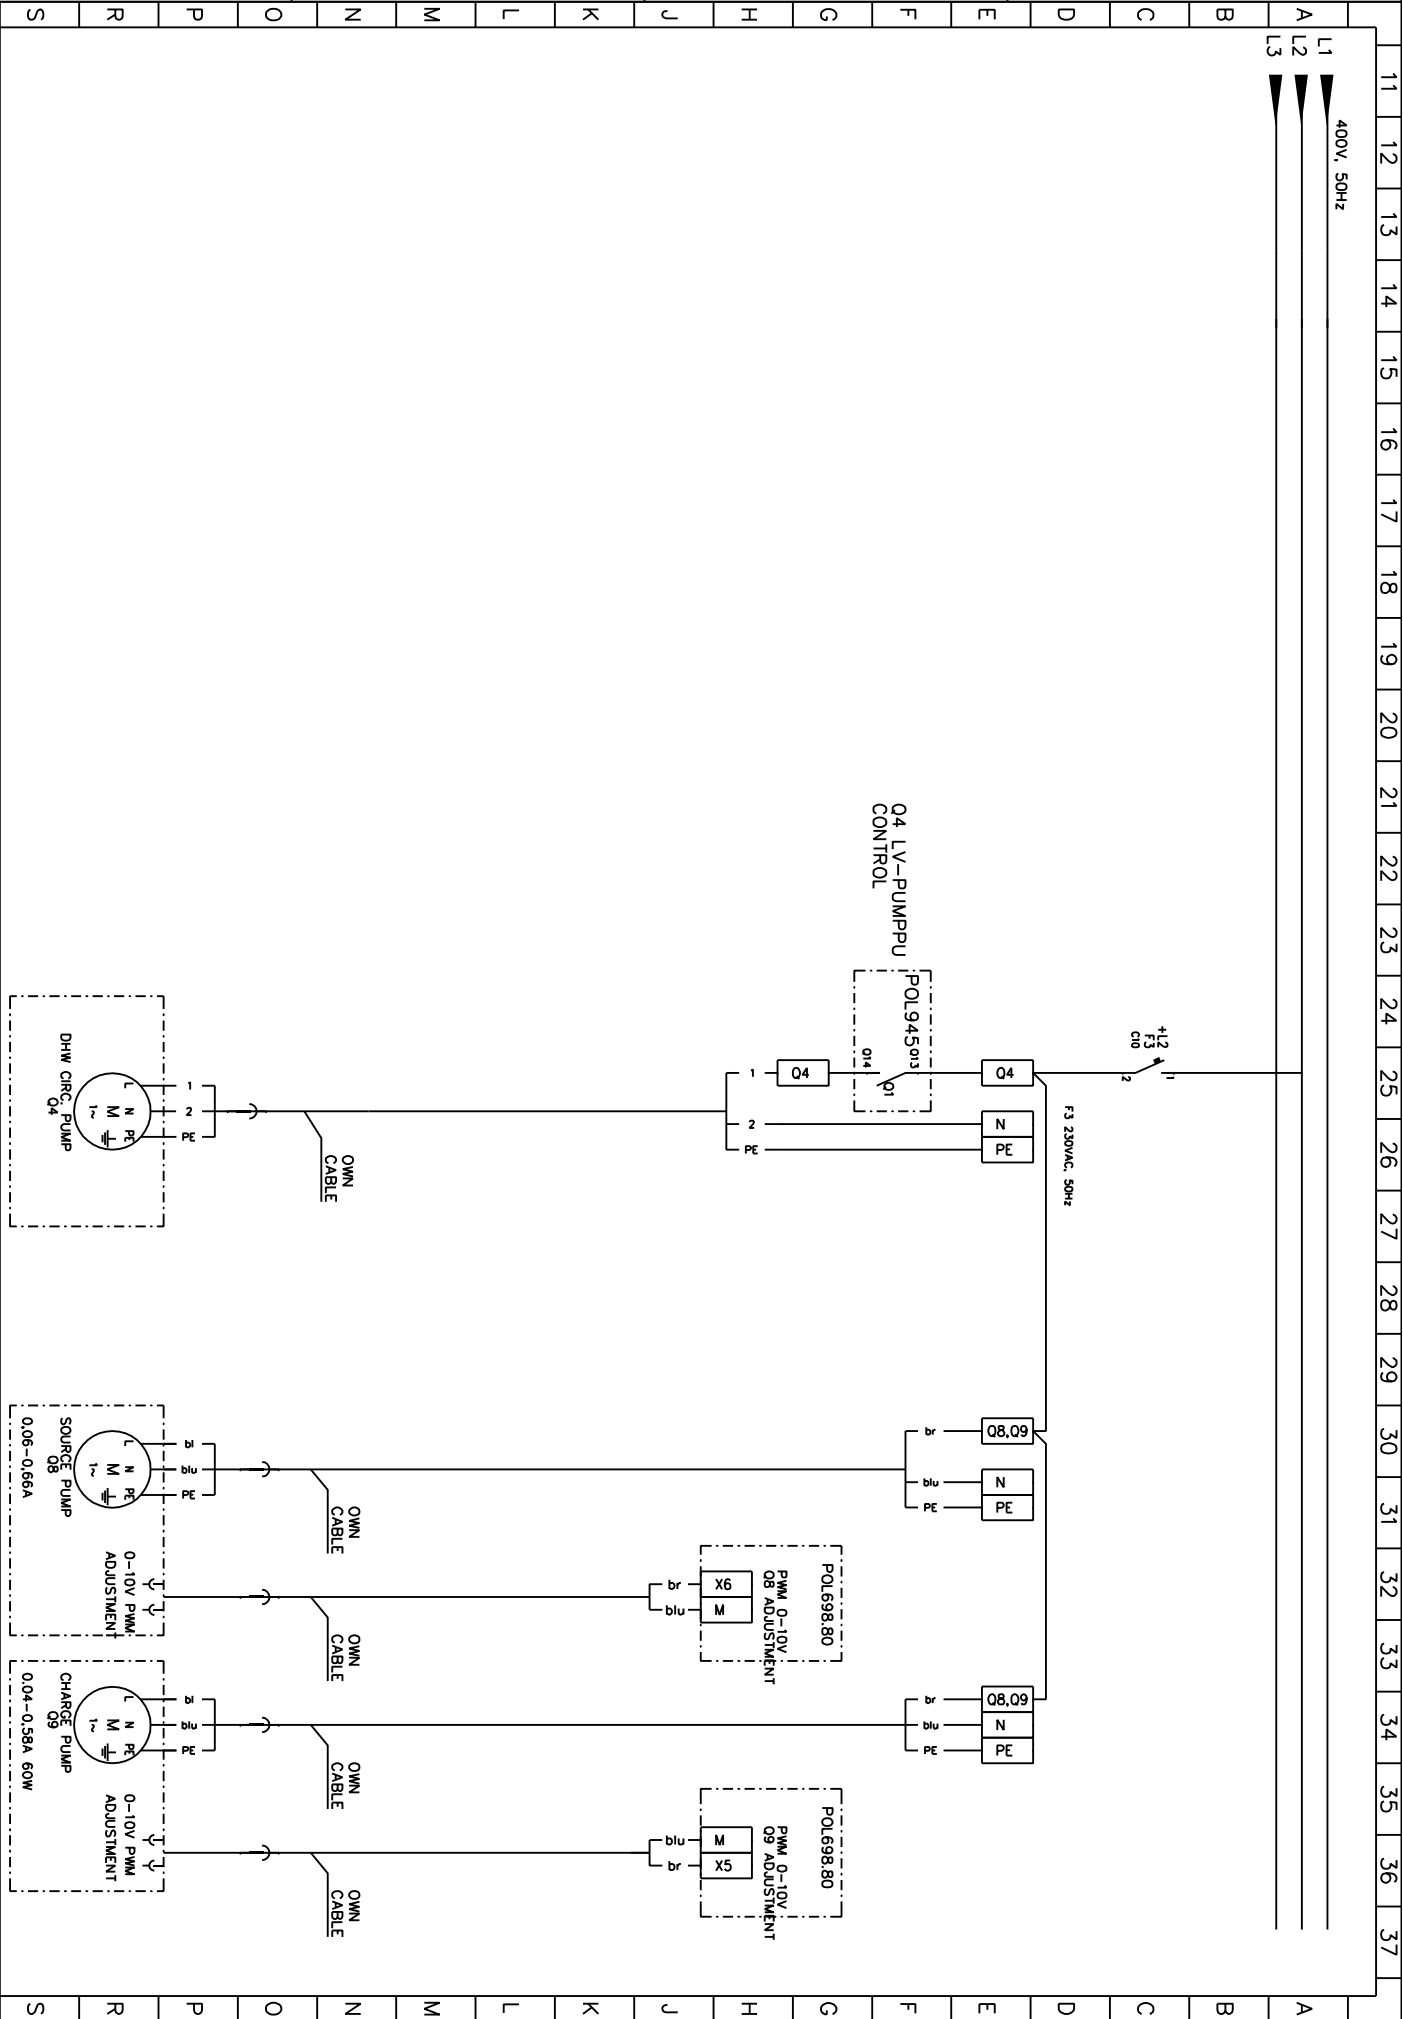 A
B
C
D
E
F
G
H
J
K
L
M
N
O
P
R
S
11
12
13
14
15
16
17
18
19
20
21
22
23
24
25
26
27
28
29
30
31
32
33
34
35
36
37
L1
L2
L3
400V, 50Hz
+L2
F3
C10
1
2
F3 230VAC, 50Hz
Q4
N
PE
Q8,Q9
N
PE
Q8,Q9
N
PE
Q4 LV-PUMPPU
CONTROL
POL945
Q13
Q1
Q14
br
blu
PE
br
blu
PE
Q4
1
2
PE
POL698.80
PWM 0-10V
Q8 ADJUSTMENT
X6
M
br
blu
POL698.80
PWM 0-10V
Q9 ADJUSTMENT
M
X5
blu
br
OWN
CABLE
OWN
CABLE
OWN
CABLE
OWN
CABLE
OWN
CABLE
1
2
PE
L N PE
M
1~
DHW CIRC. PUMP
Q4
bl
blu
PE
L N PE
M
1~
SOURCE PUMP
Q8
0,06-0,66A
0-10V PWM
ADJUSTMENT
bl
blu
PE
L N PE
M
1~
CHARGE PUMP
Q9
0.04-0,58A 60W
0-10V PWM
ADJUSTMENT
A
B
C
D
E
F
G
H
J
K
L
M
N
O
P
R
S